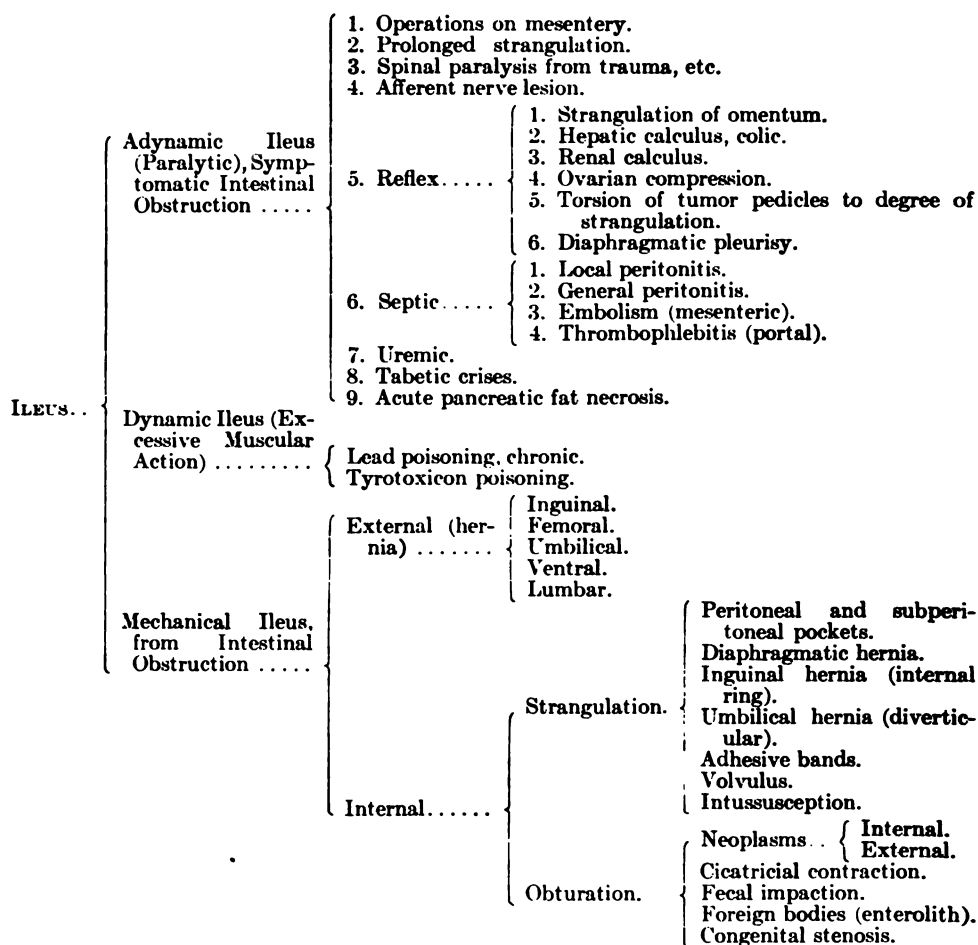 1. Operations on mesentery.
2. Prolonged strangulation.
3. Spinal paralysis from trauma, etc.
4. Afferent nerve lesion.
Adynamic Ileus
(Paralytic), Symp-
tomatic Intestinal
Obstruction .....
5. Reflex.....
1. Strangulation of omentum.
2. Hepatic calculus, colic.
3. Renal calculus.
4. Ovarian compression.
5. Torsion of tumor pedicles to degree of
strangulation.
6. Diaphragmatic pleurisy.
6. Septic.....
1. Local peritonitis.
2. General peritonitis.
3. Embolism (mesenteric).
4. Thrombophlebitis (portal).
7. Uremic.
8. Tabetic crises.
9. Acute pancreatic fat necrosis.
ILEUS..
Dynamic Ileus (Ex-
cessive Muscular
Action) .........
Lead poisoning, chronic.
Tyrotoxicon poisoning.
Mechanical Ileus,
from Intestinal
Obstruction .....
External (her-
nia) .......
Inguinal.
Femoral.
Umbilical.
Ventral.
Lumbar.
Internal......
Strangulation.
Peritoneal and subperi-
toneal pockets.
Diaphragmatic hernia.
Inguinal hernia (internal
ring).
Umbilical hernia (divertic-
ular).
Adhesive bands.
Volvulus.
Intussusception.
Obturation.
Neoplasms..
Internal.
External.
Cicatricial contraction.
Fecal impaction.
Foreign bodies (enterolith).
Congenital stenosis.